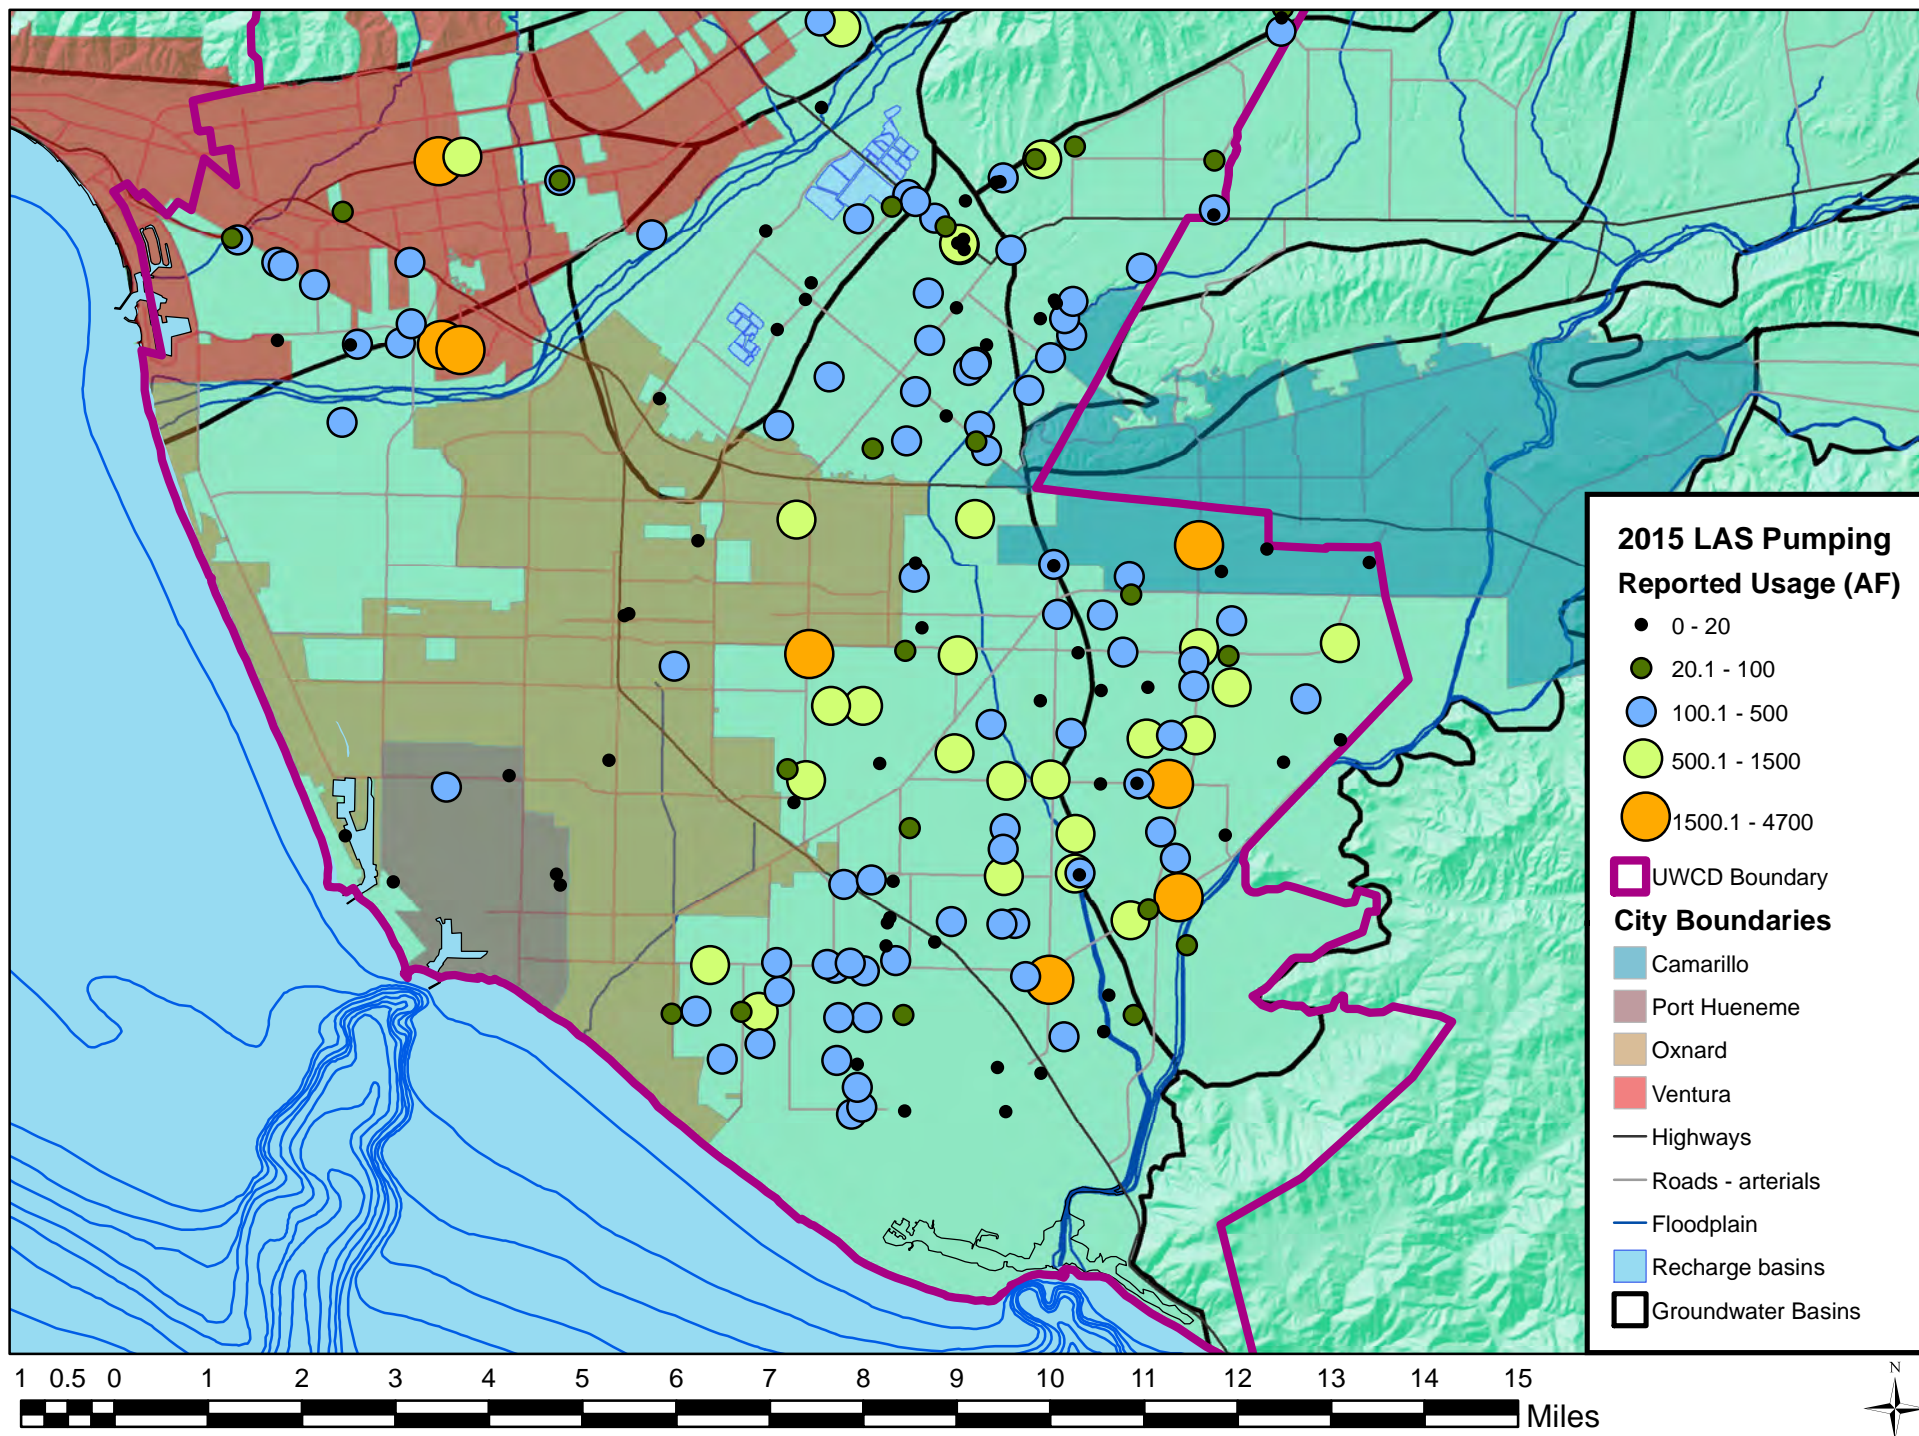 2015 LAS Pumping
Reported Usage (AF)
0 - 20
20.1 - 100
100.1 - 500
500.1 - 1500
1500.1 - 4700
UWCD Boundary
City Boundaries
Camarillo
Port Hueneme
Oxnard
Ventura
Highways
Roads - arterials
Floodplain
Recharge basins
Groundwater Basins
1 0.5 0 1 2 3 4 5 6 7 8 9 10 11 12 13 14 15
Miles
N